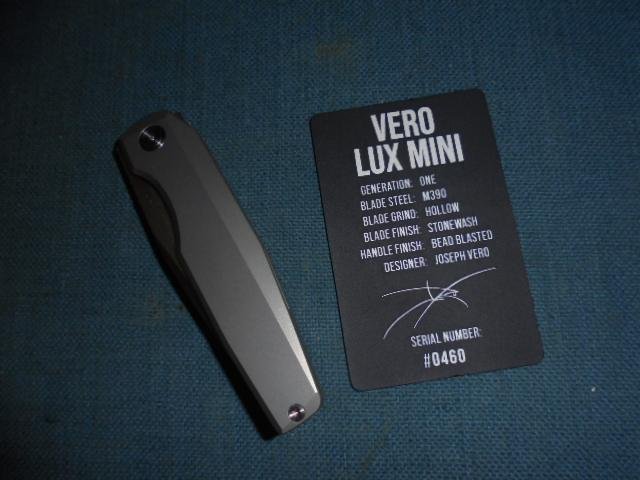 VERO
LUX MINI
GENERATION: ONE
BLADE STEEL: M390
BLADE GRIND: HOLLOW
BLADE FINISH: STONEWASH
HANDLE FINISH: BEAD BLASTED
DESIGNER: JOSEPH VERO
SERIAL NUMBER:
#0460